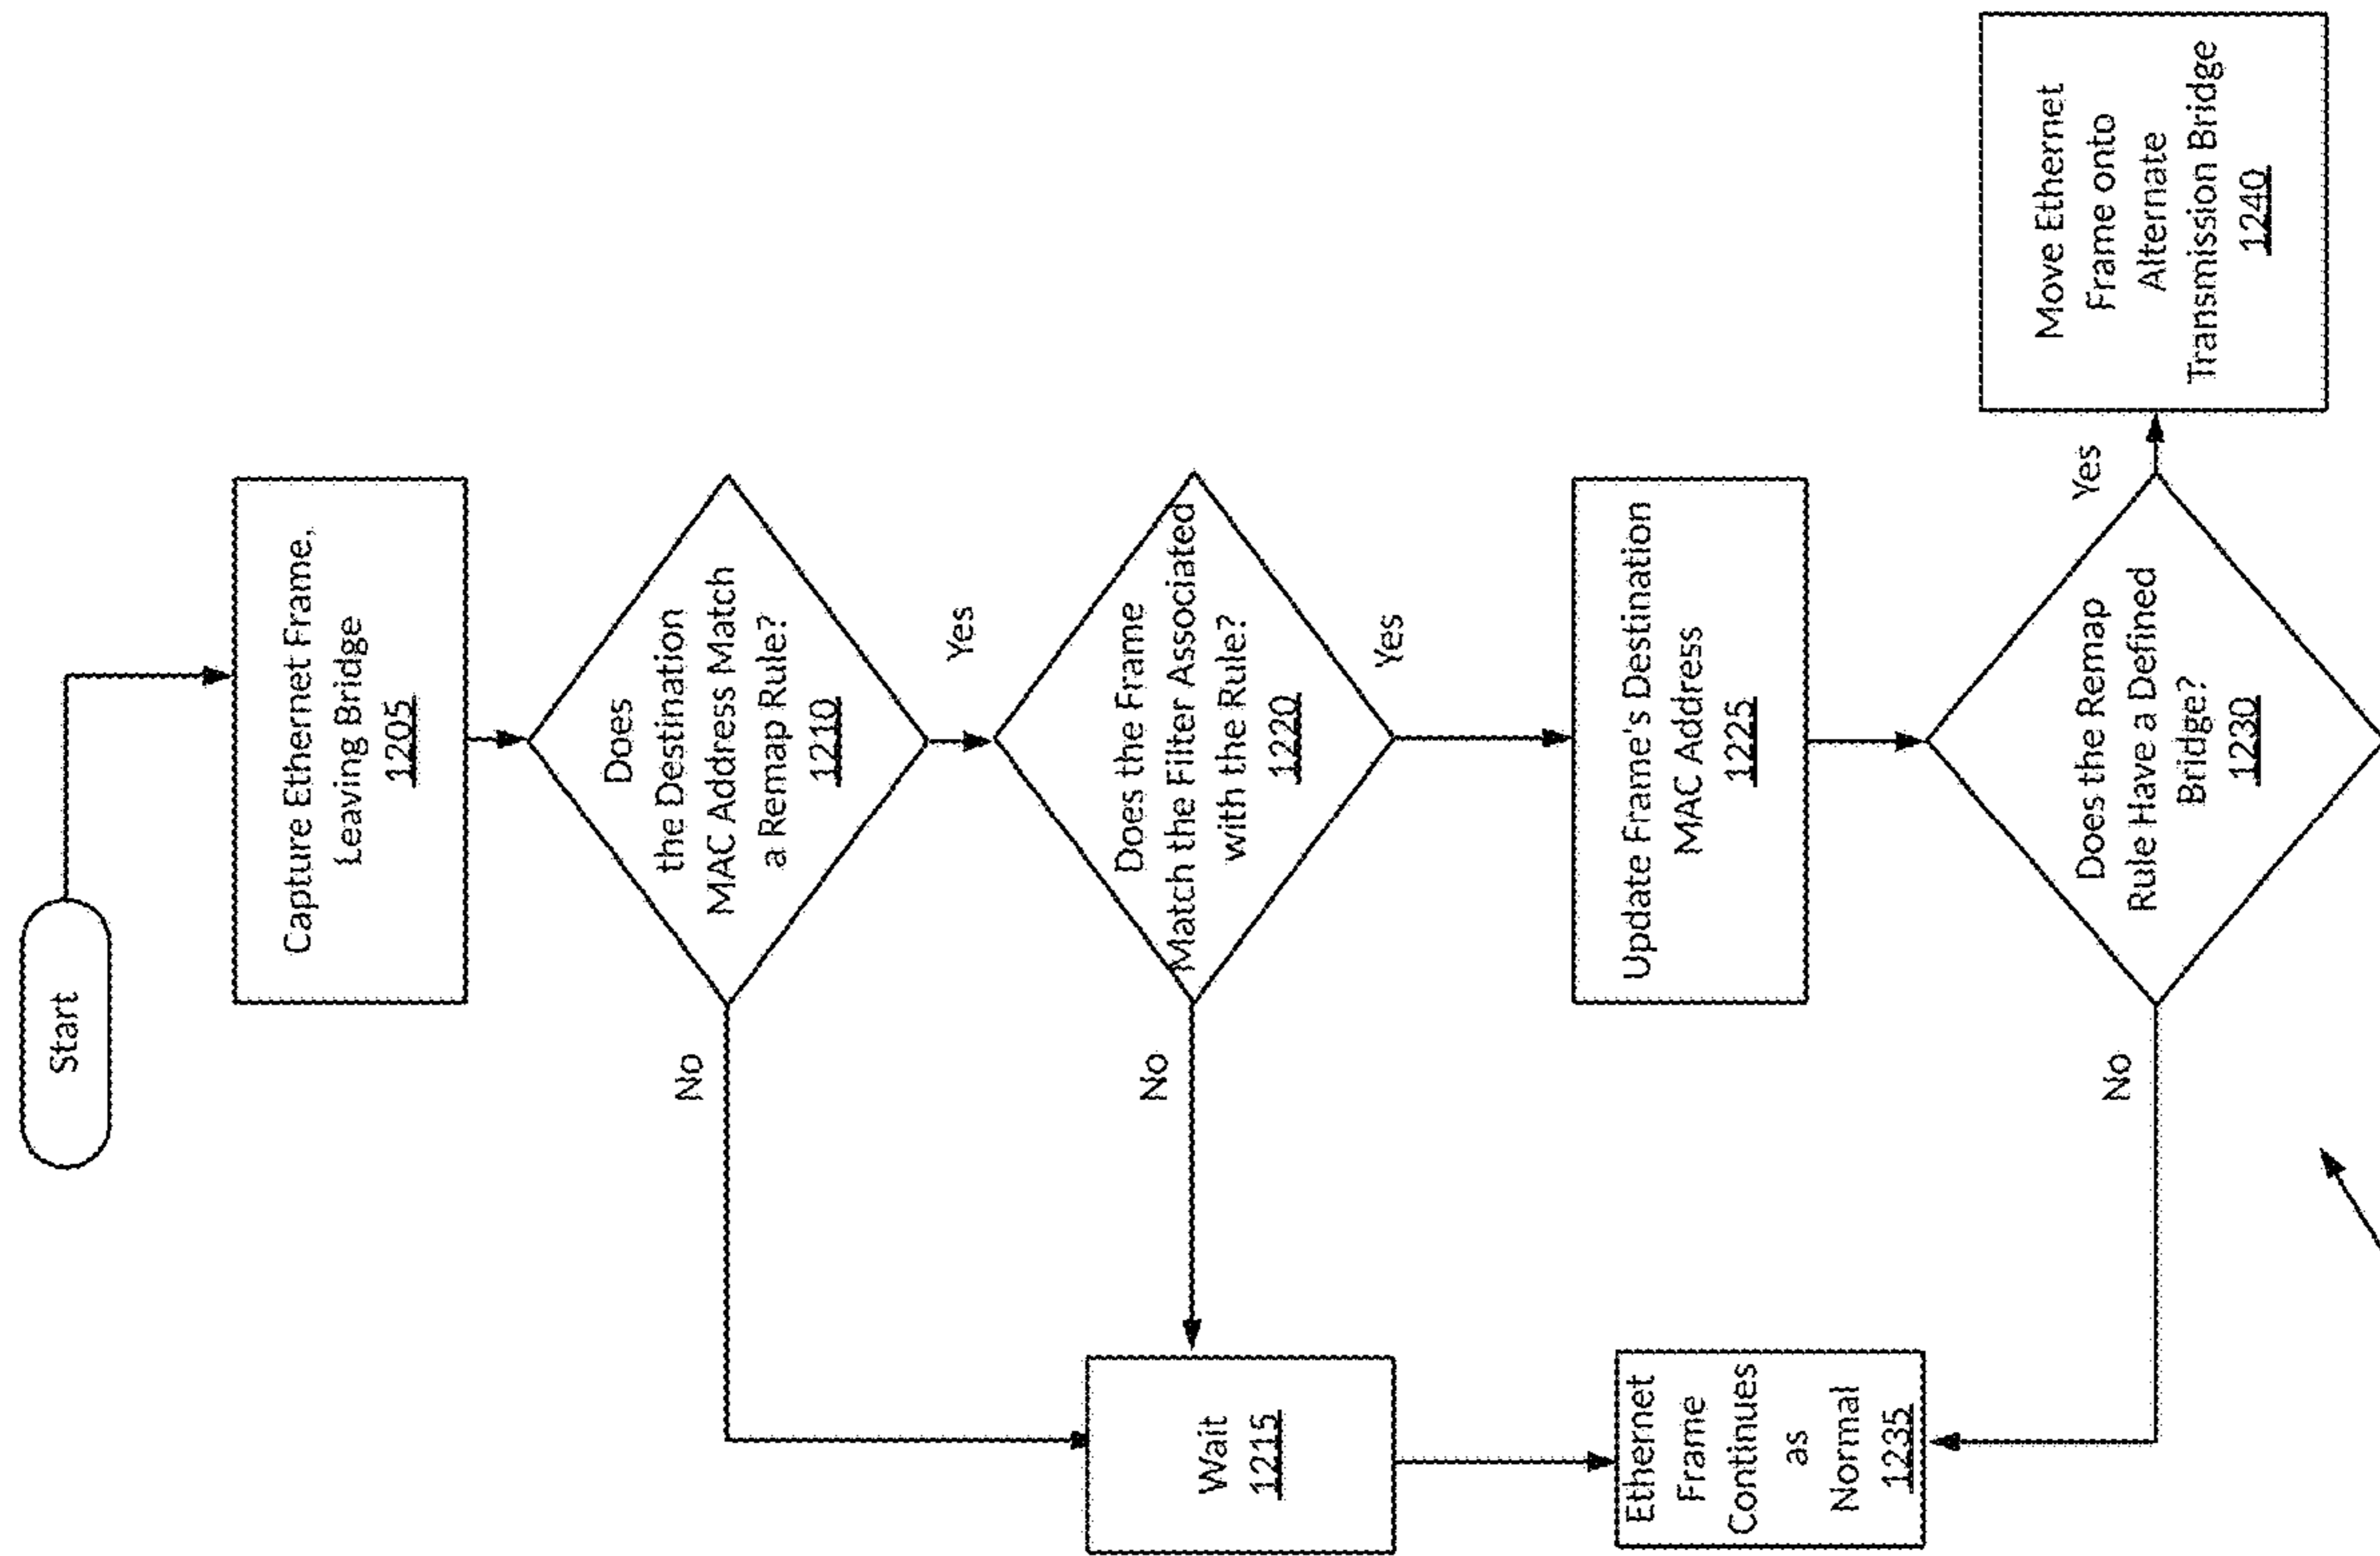 Start
Capture Ethernet Frame,
Leaving Bridge
1205
Does
the Destination
MAC Address Match
a Remap Rule?
1210
No
Yes
Does the Frame
Match the Filter Associated
with the Rule?
1220
No
Yes
Wait
1215
Update Frame's Destination
MAC Address
1225
Does the Remap
Rule Have a Defined
Bridge?
1230
No
Yes
Ethernet
Frame
Continues
as
Normal
1235
Move Ethernet
Frame onto
Alternate
Transmission Bridge
1240